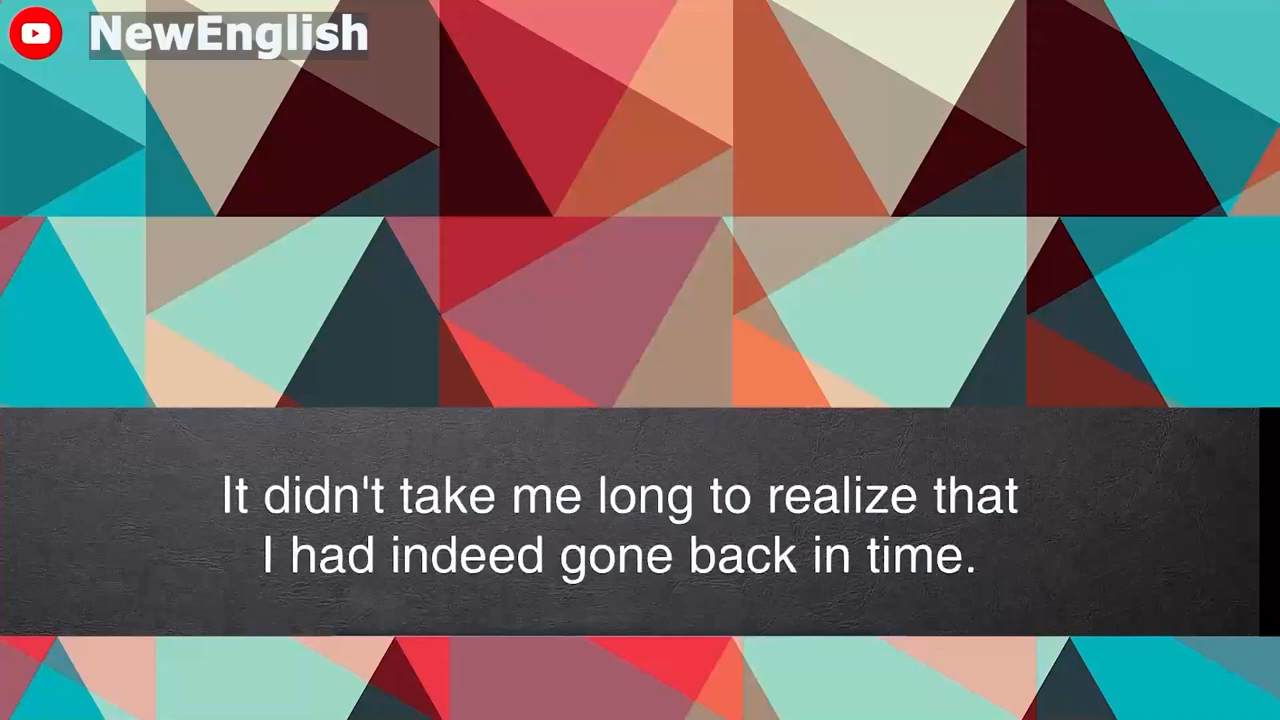 NewEnglish
It didn't take me long to realize that
I had indeed gone back in time.